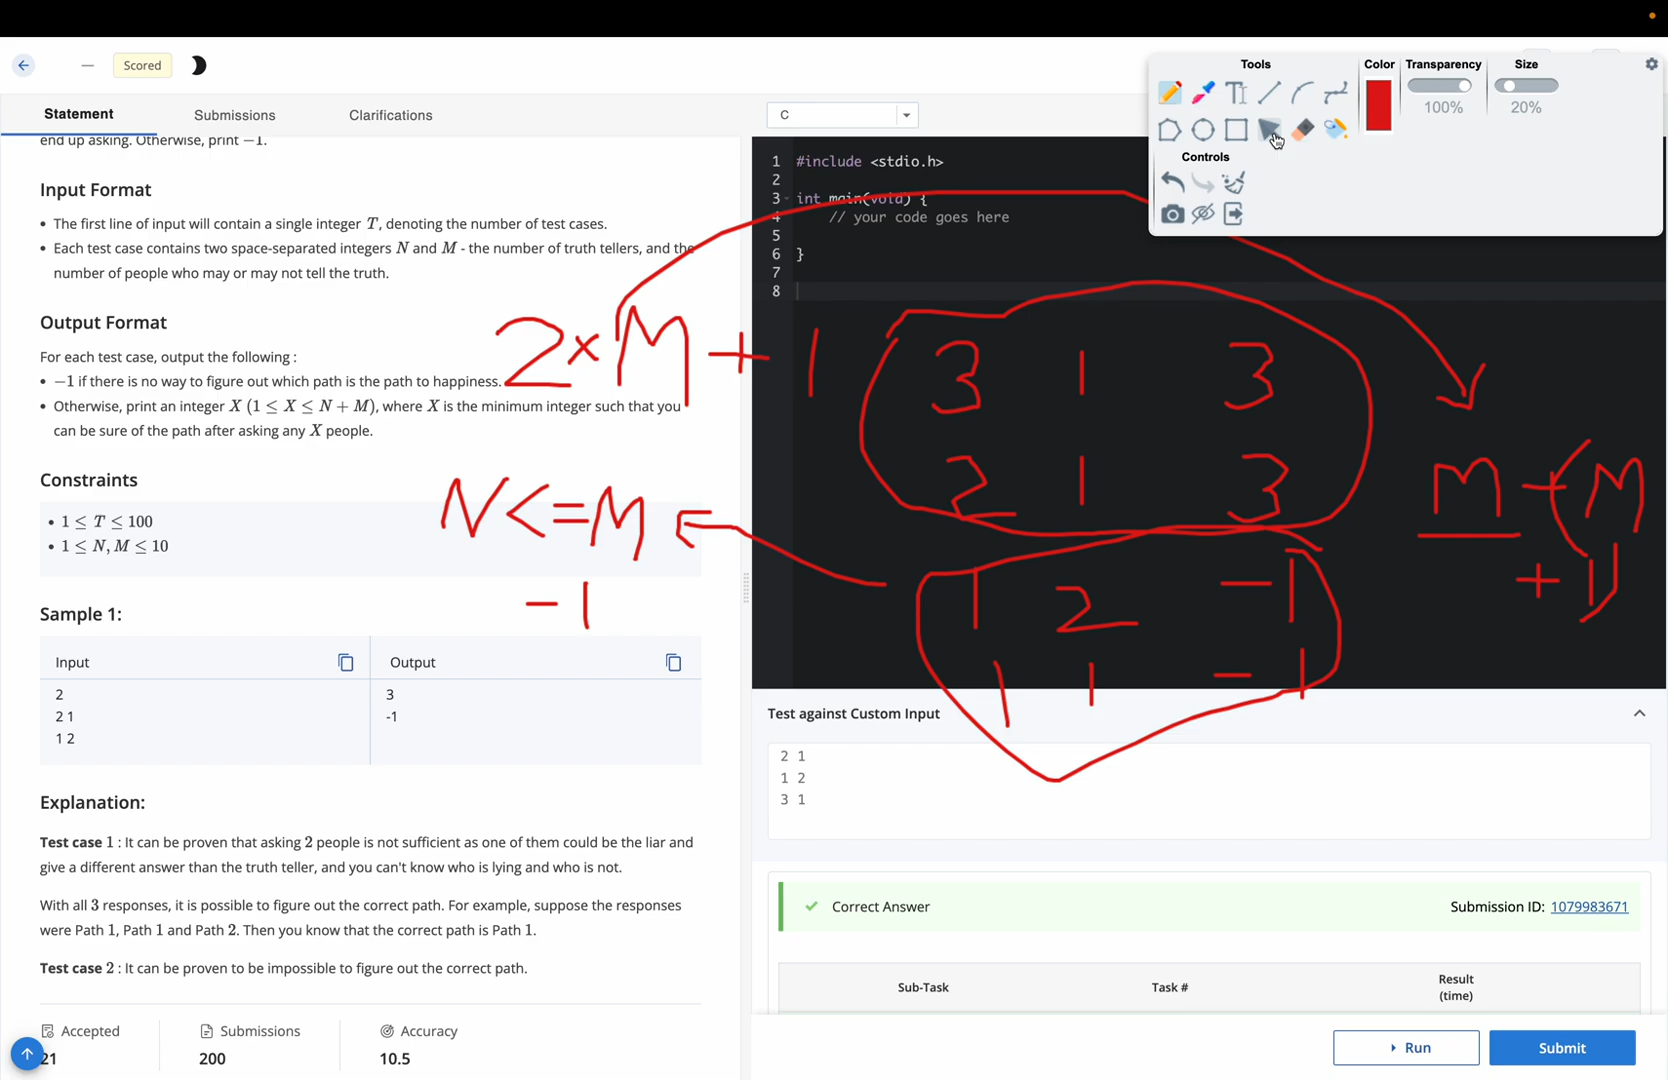 Scored
Statement
Submissions
Clarifications
end up asking. Otherwise, print −1.
Input Format
• The first line of input will contain a single integer T, denoting the number of test cases.
• Each test case contains two space-separated integers N and M - the number of truth tellers, and the
number of people who may or may not tell the truth.
Output Format
For each test case, output the following :
• −1 if there is no way to figure out which path is the path to happiness.
• Otherwise, print an integer X (1 ≤ X ≤ N + M), where X is the minimum integer such that you
can be sure of the path after asking any X people.
Constraints
• 1 ≤ T ≤ 100
• 1 ≤ N, M ≤ 10
Sample 1:
Input
Output
2
3
2 1
-1
1 2
Explanation:
Test case 1 : It can be proven that asking 2 people is not sufficient as one of them could be the liar and
give a different answer than the truth teller, and you can't know who is lying and who is not.
With all 3 responses, it is possible to figure out the correct path. For example, suppose the responses
were Path 1, Path 1 and Path 2. Then you know that the correct path is Path 1.
Test case 2 : It can be proven to be impossible to figure out the correct path.
Accepted
21
Submissions
200
Accuracy
10.5
C
1 #include <stdio.h>
2
3 int main(void) {
4 // your code goes here
5
6 }
7
8
Tools
Color
Transparency
Size
100%
20%
Controls
2×M + 1
3 1 3
2 1 3
N<=M
-1
1 2 -1
1 1 -1
M + (M
+ 1)
Test against Custom Input
2 1
1 2
3 1
Correct Answer
Submission ID: 1079983671
Sub-Task
Task #
Result
(time)
Run
Submit